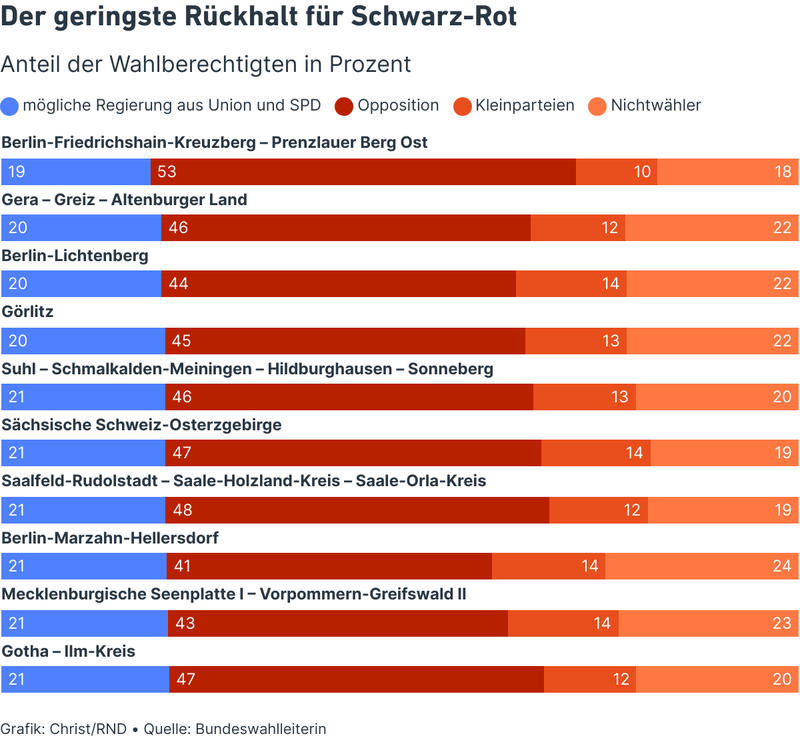 Der geringste Rückhalt für Schwarz-Rot
Anteil der Wahlberechtigten in Prozent
mögliche Regierung aus Union und SPD Opposition Kleinparteien Nichtwähler
Berlin-Friedrichshain-Kreuzberg – Prenzlauer Berg Ost
19 53 10 18
Gera – Greiz – Altenburger Land
20 46 12 22
Berlin-Lichtenberg
20 44 14 22
Görlitz
20 45 13 22
Suhl – Schmalkalden-Meiningen – Hildburghausen – Sonneberg
21 46 13 20
Sächsische Schweiz-Osterzgebirge
21 47 14 19
Saalfeld-Rudolstadt – Saale-Holzland-Kreis – Saale-Orla-Kreis
21 48 12 19
Berlin-Marzahn-Hellersdorf
21 41 14 24
Mecklenburgische Seenplatte I – Vorpommern-Greifswald II
21 43 14 23
Gotha – Ilm-Kreis
21 47 12 20
Grafik: Christ/RND • Quelle: Bundeswahlleiterin